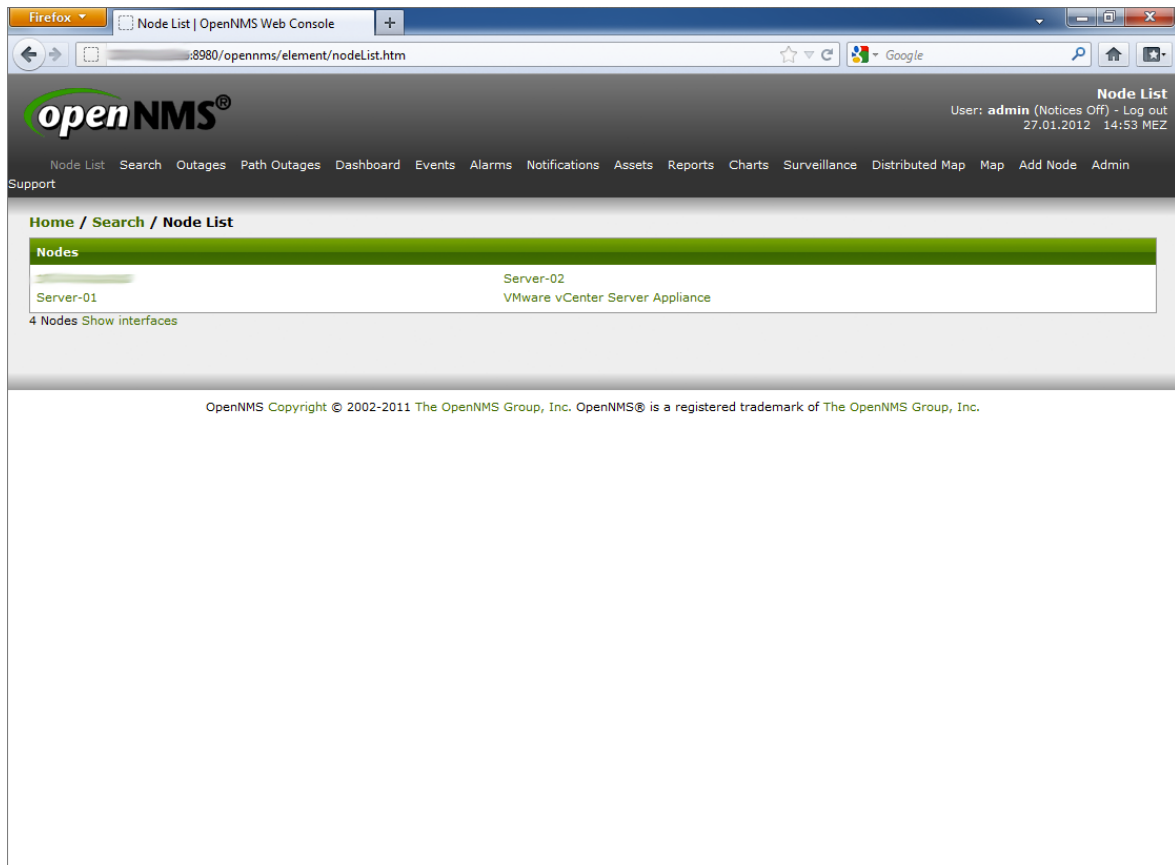 Firefox
Node List | OpenNMS Web Console
:8980/opennms/element/nodeList.htm
Google
openNMS®
Node List
User: admin (Notices Off) - Log out
27.01.2012 14:53 MEZ
Node List Search Outages Path Outages Dashboard Events Alarms Notifications Assets Reports Charts Surveillance Distributed Map Map Add Node Admin
Support
Home / Search / Node List
Nodes
Server-02
Server-01 VMware vCenter Server Appliance
4 Nodes Show interfaces
OpenNMS Copyright © 2002-2011 The OpenNMS Group, Inc. OpenNMS® is a registered trademark of The OpenNMS Group, Inc.